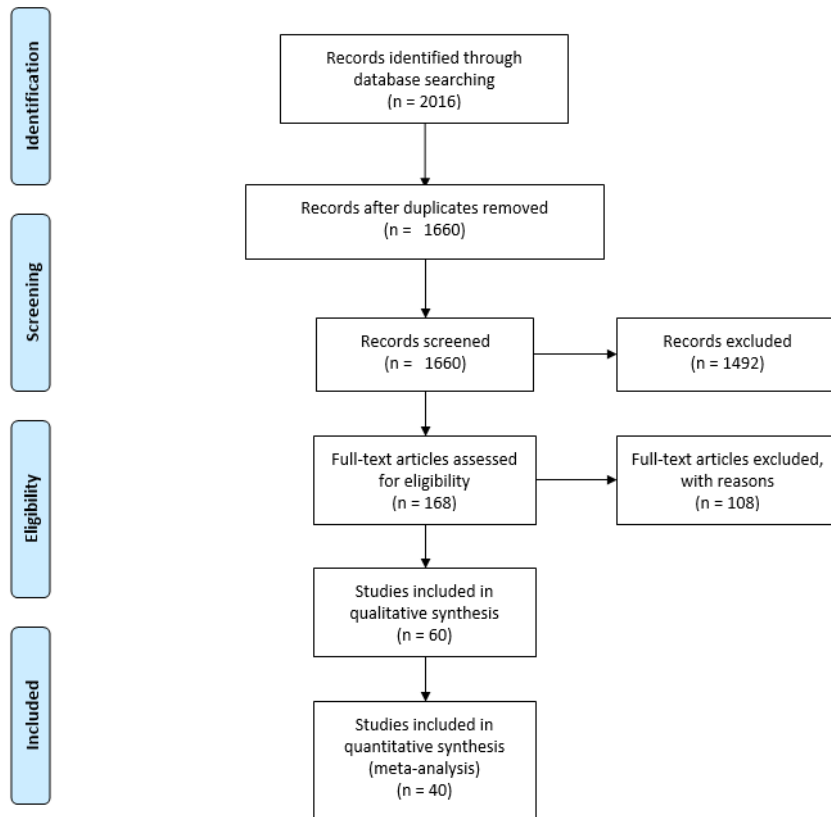 Identification
Records identified through
database searching
(n = 2016)
Records after duplicates removed
(n =   1660)
Screening
Records screened
(n =   1660)
Records excluded
(n = 1492)
Eligibility
Full-text articles assessed
for eligibility
(n = 168)
Full-text articles excluded,
with reasons
(n = 108)
Studies included in
qualitative synthesis
(n = 60)
Included
Studies included in
quantitative synthesis
(meta-analysis)
(n = 40)